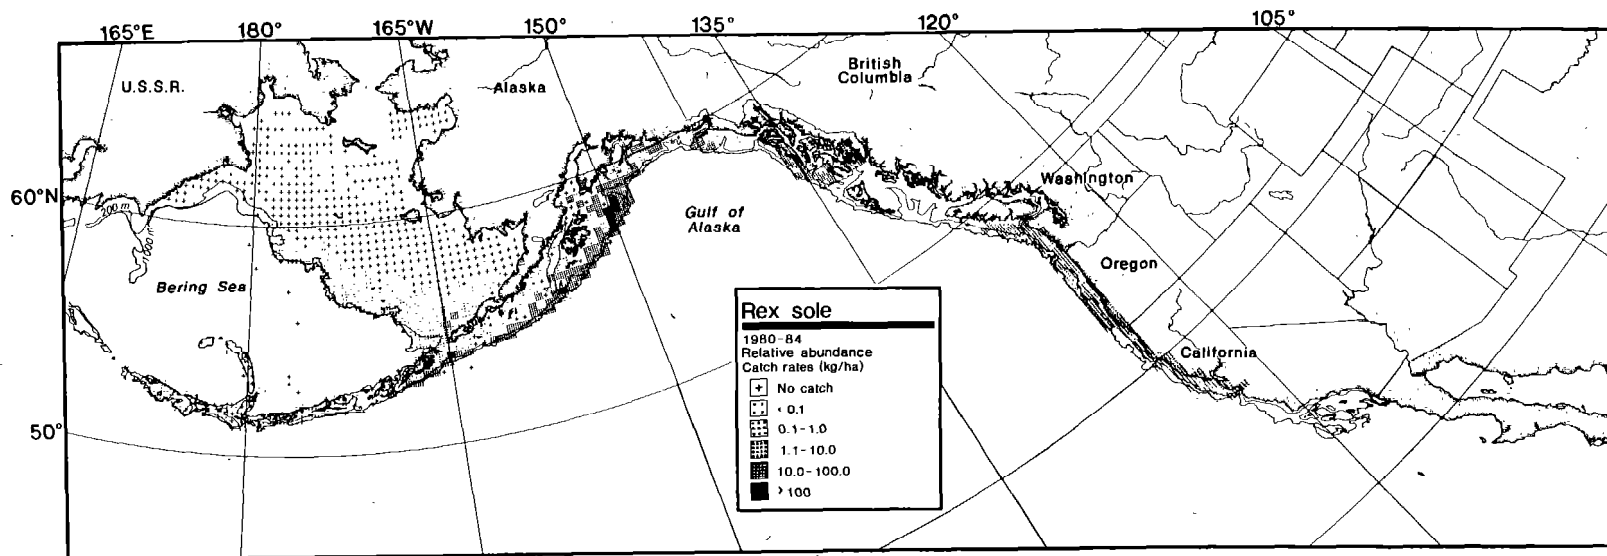 165°E 180° 165°W 150° 135° 120° 105°
U.S.S.R.
Alaska
British
Columbia
60°N
200 m
1000 m
Washington
Gulf of
Alaska
Oregon
Bering Sea
Rex sole
1980-84
Relative abundance
Catch rates (kg/ha)
+ No catch
< 0.1
0.1-1.0
1.1-10.0
10.0-100.0
> 100
California
50°